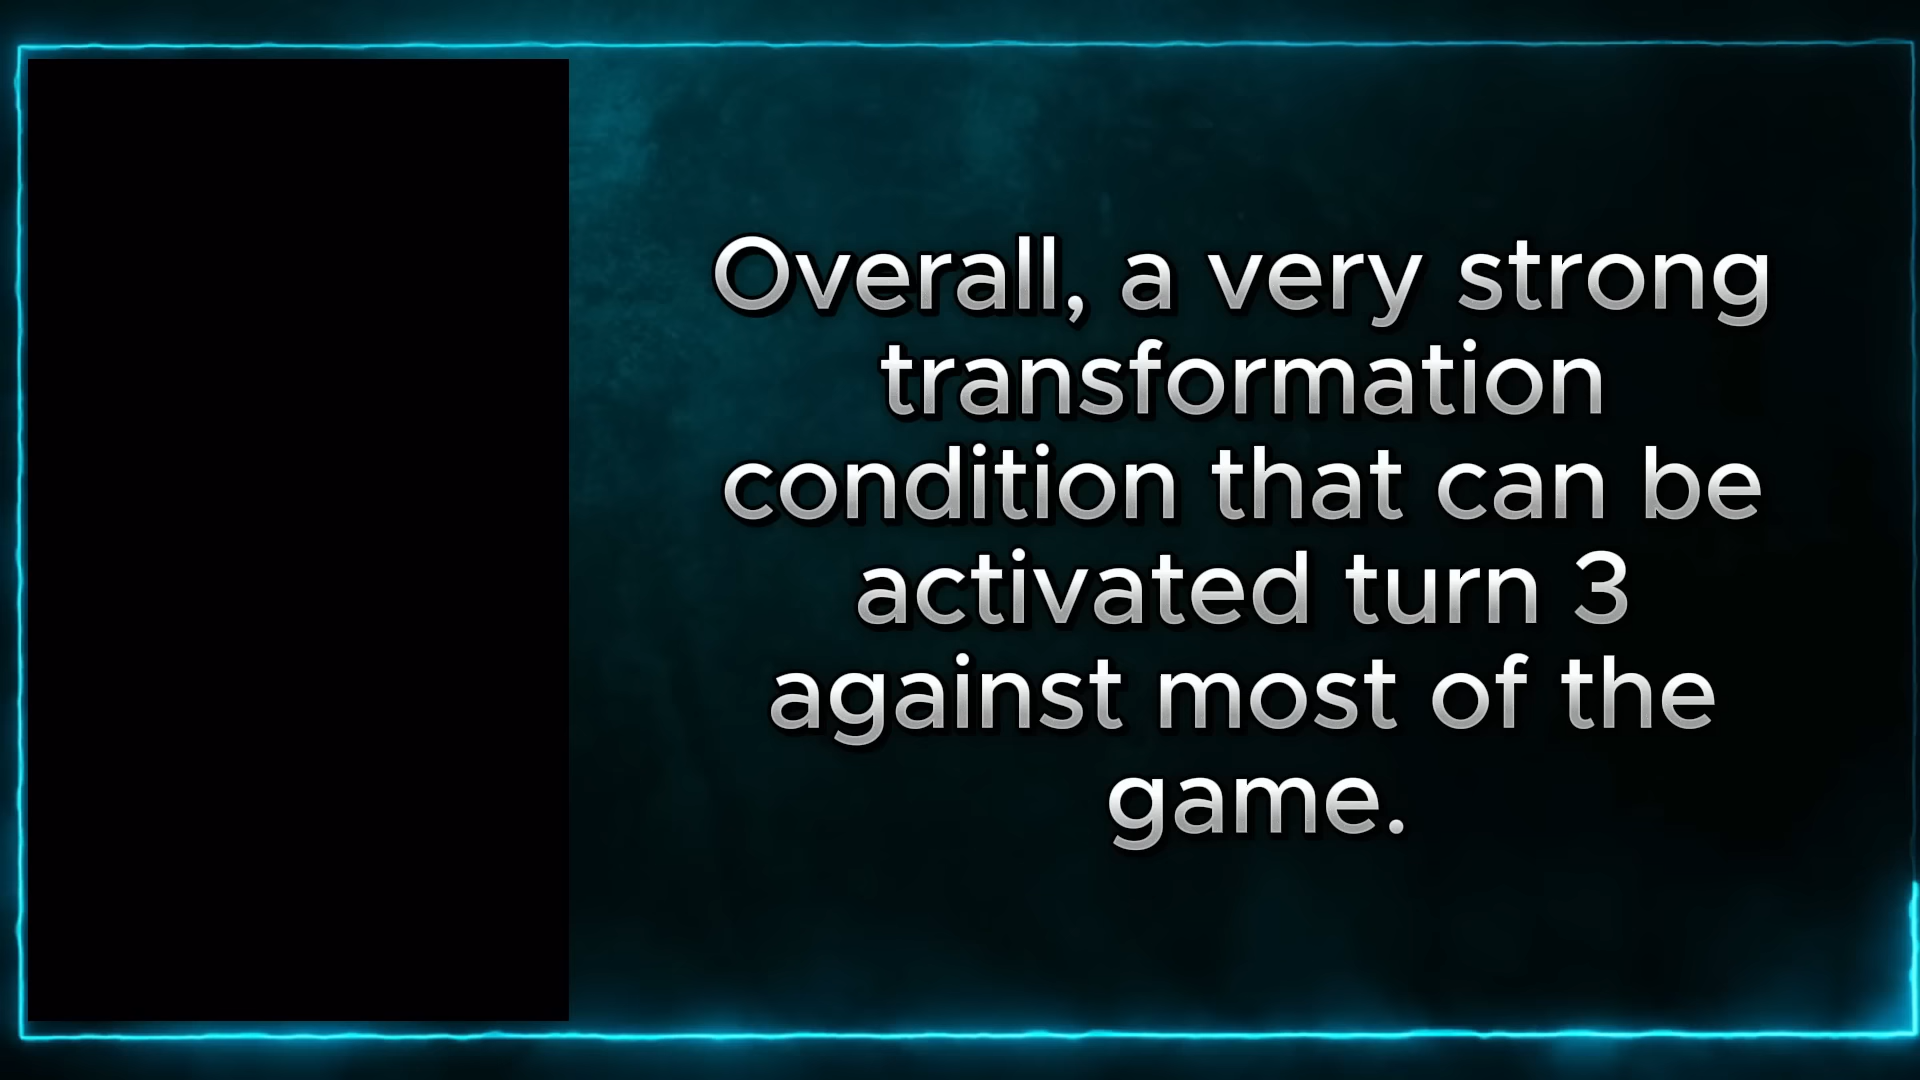 Overall, a very strong
transformation
condition that can be
activated turn 3
against most of the
game.